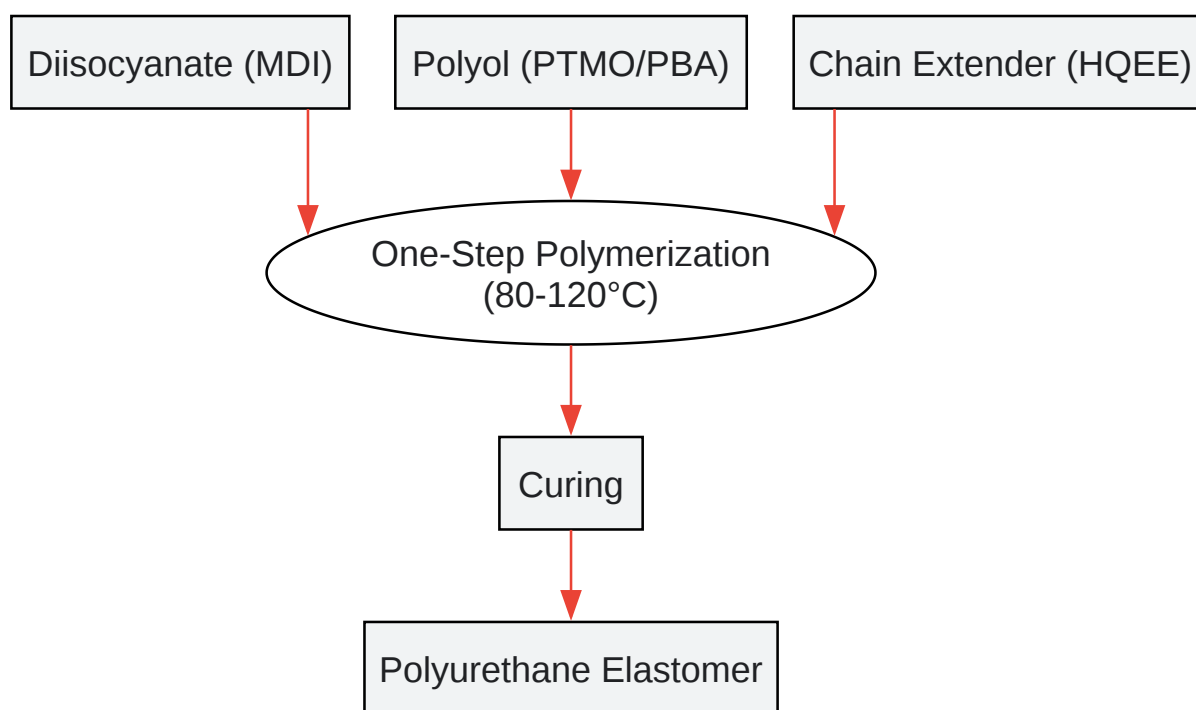 Diisocyanate (MDI)
Polyol (PTMO/PBA)
Chain Extender (HQEE)
One-Step Polymerization
(80-120°C)
Curing
Polyurethane Elastomer